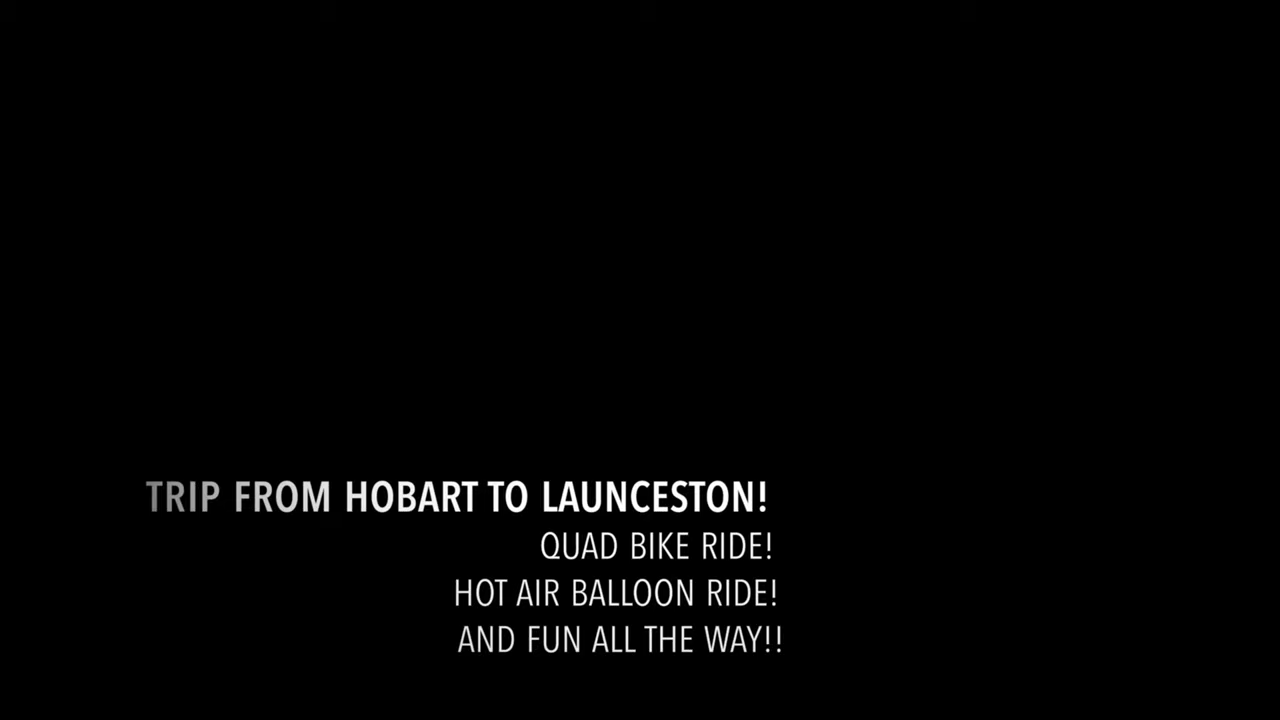 TRIP FROM HOBART TO LAUNCESTON!
QUAD BIKE RIDE!
HOT AIR BALLOON RIDE!
AND FUN ALL THE WAY!!